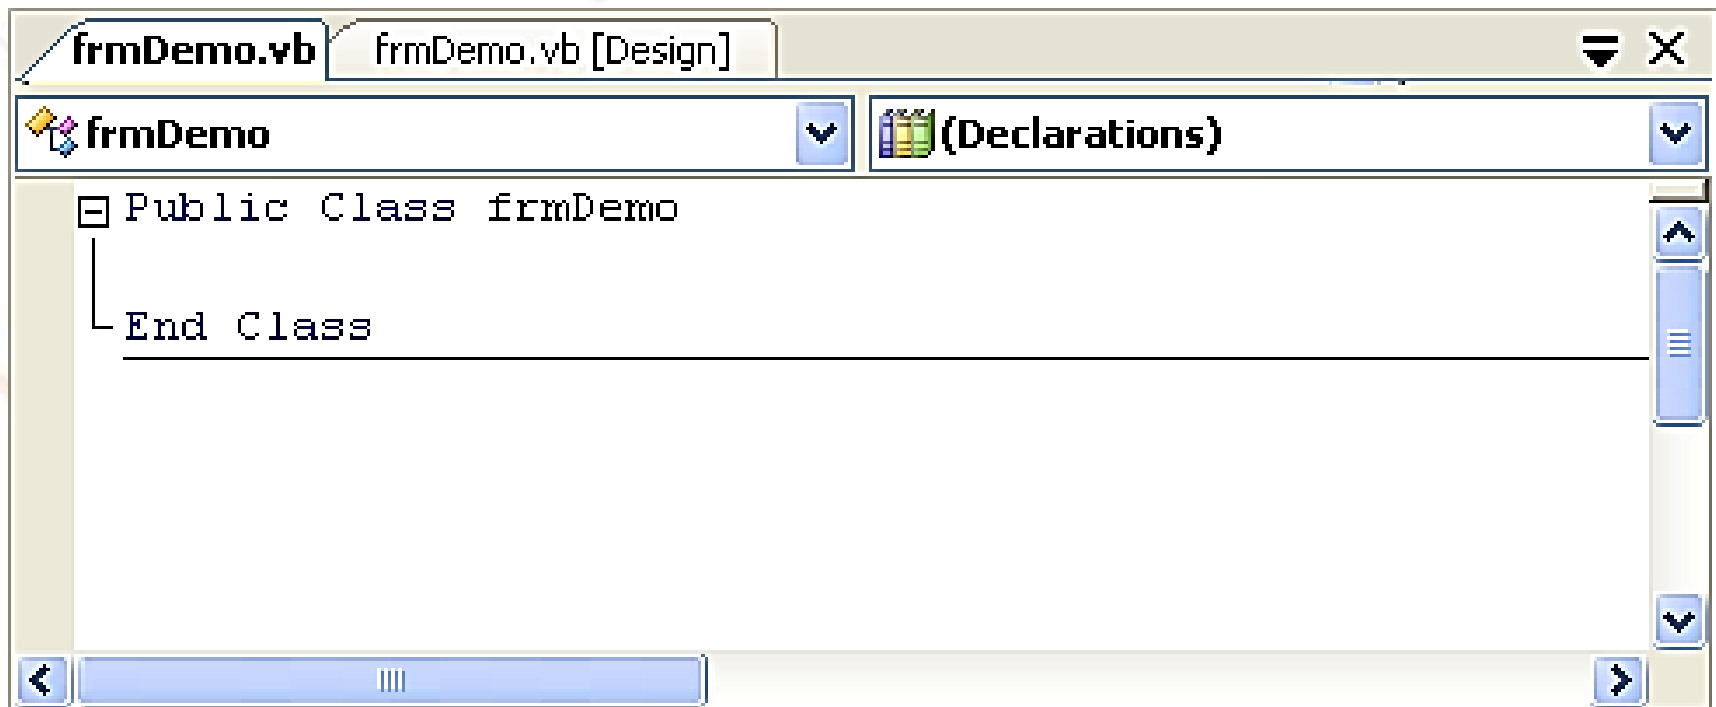 frmDemo.vb frmDemo.vb [Design]
frmDemo (Declarations)
Public Class frmDemo
End Class